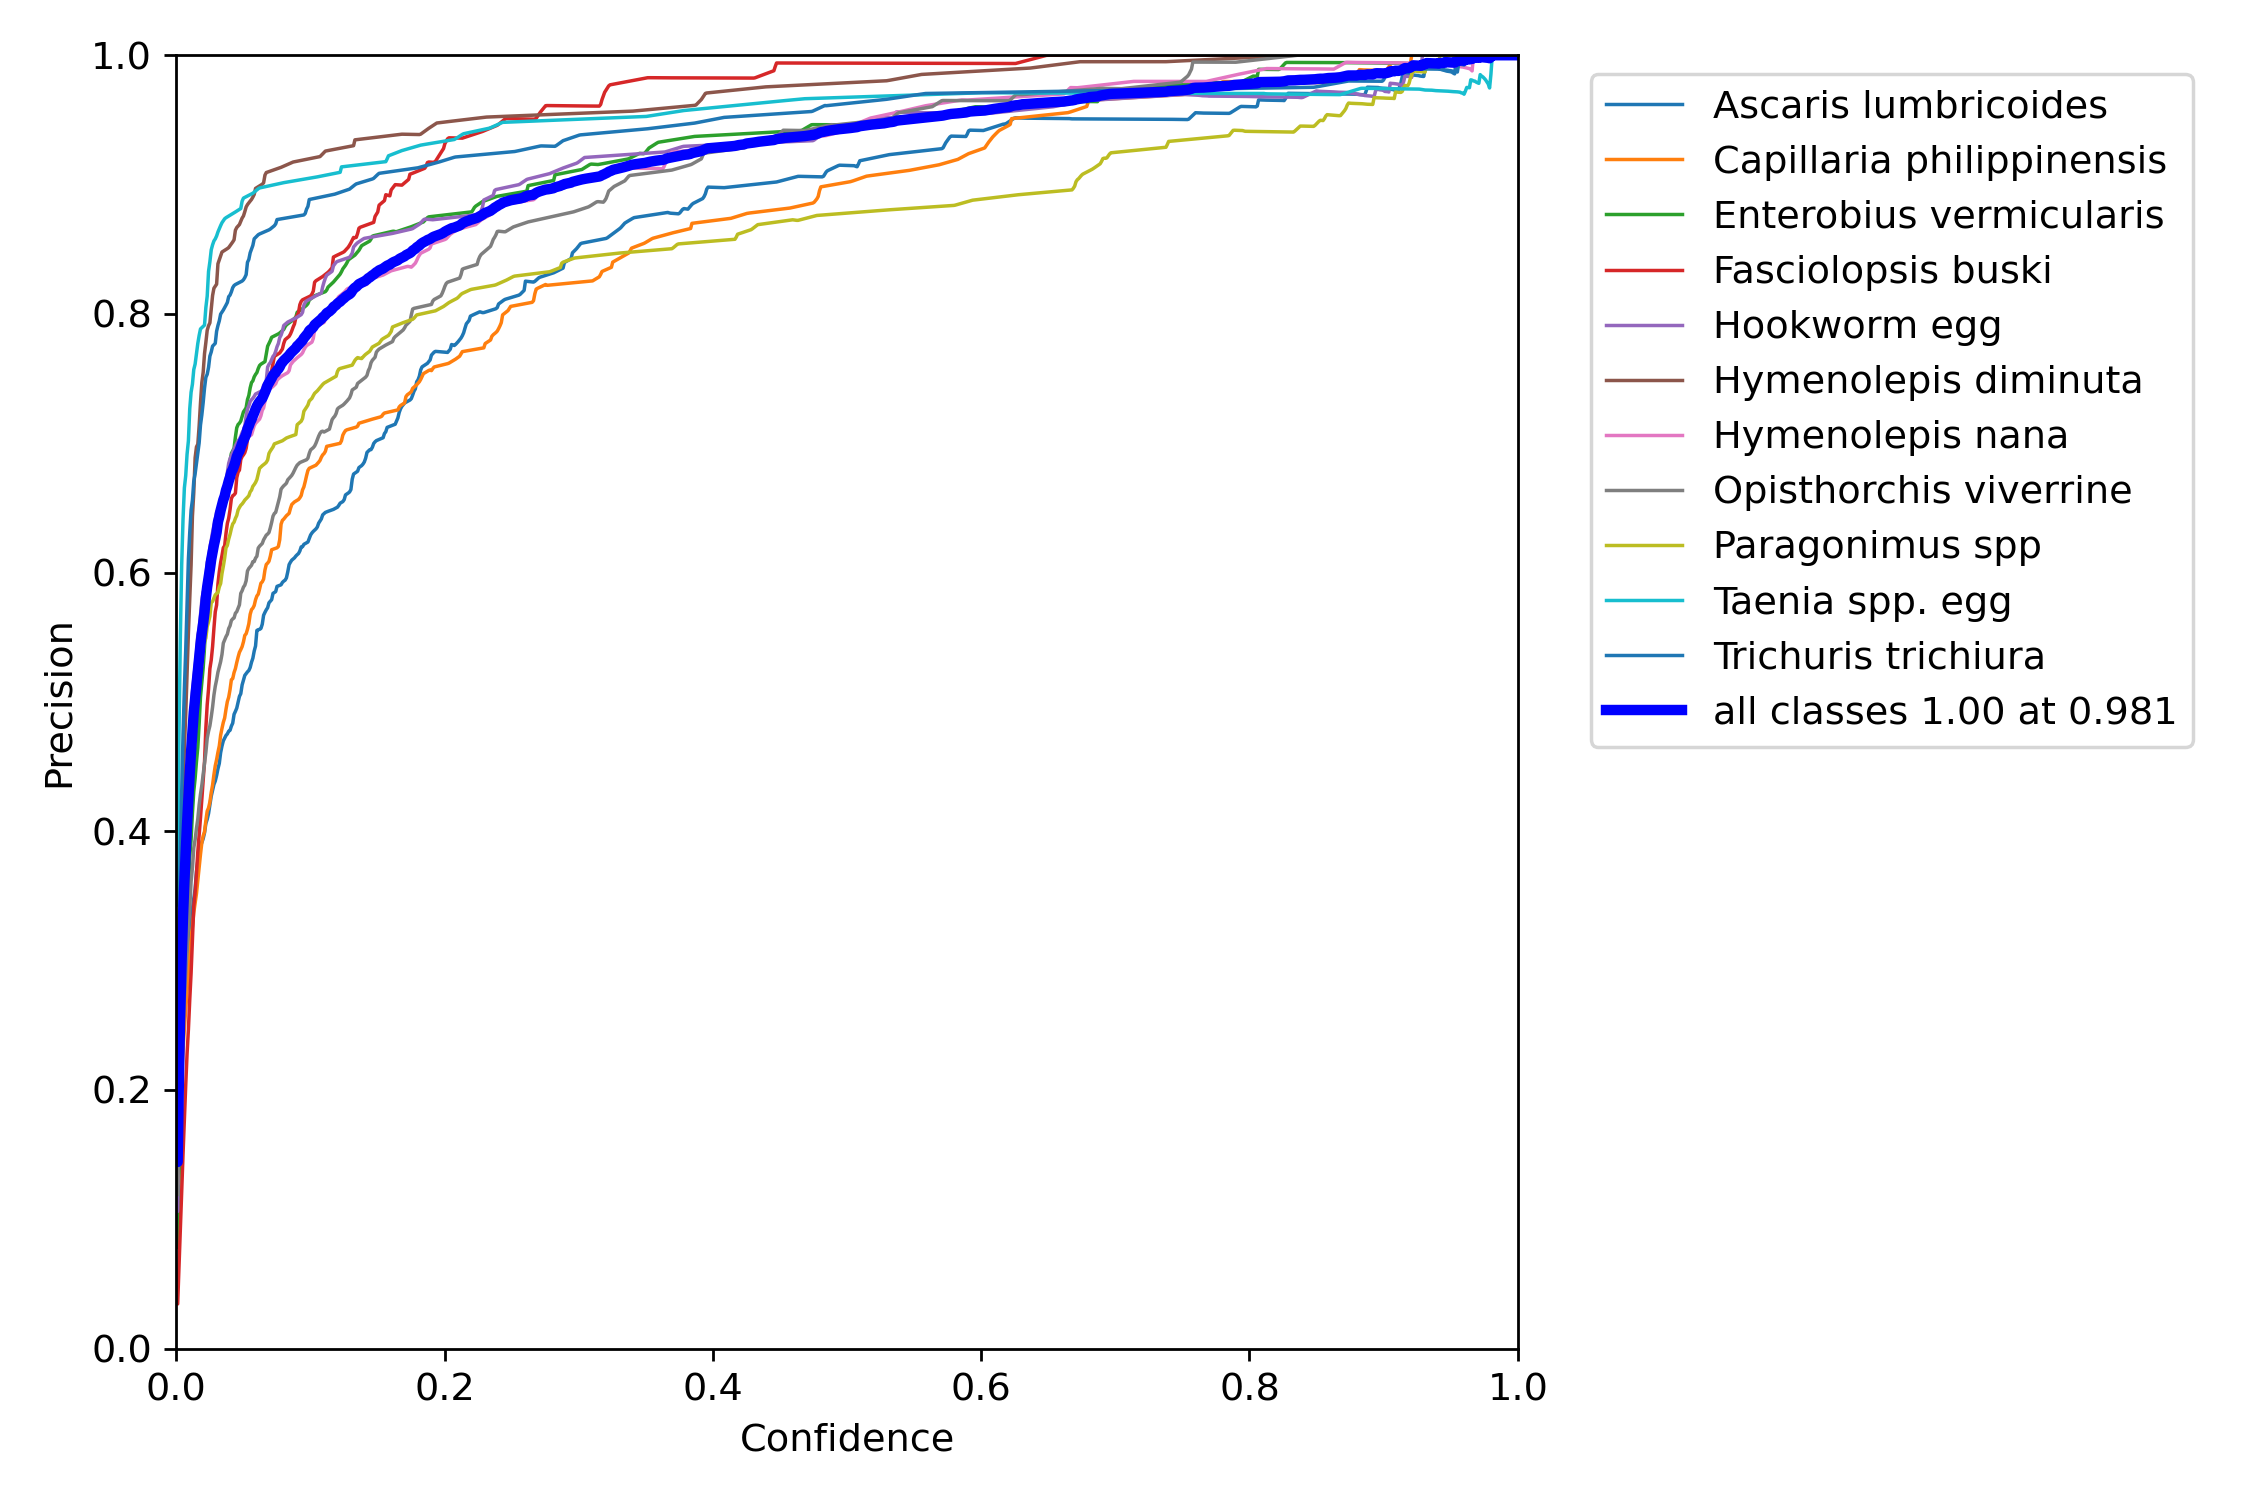 1.0
0.8
0.6
0.4
0.2
0.0
Precision
0.0 0.2 0.4 0.6 0.8 1.0
Confidence
Ascaris lumbricoides
Capillaria philippinensis
Enterobius vermicularis
Fasciolopsis buski
Hookworm egg
Hymenolepis diminuta
Hymenolepis nana
Opisthorchis viverrine
Paragonimus spp
Taenia spp. egg
Trichuris trichiura
all classes 1.00 at 0.981